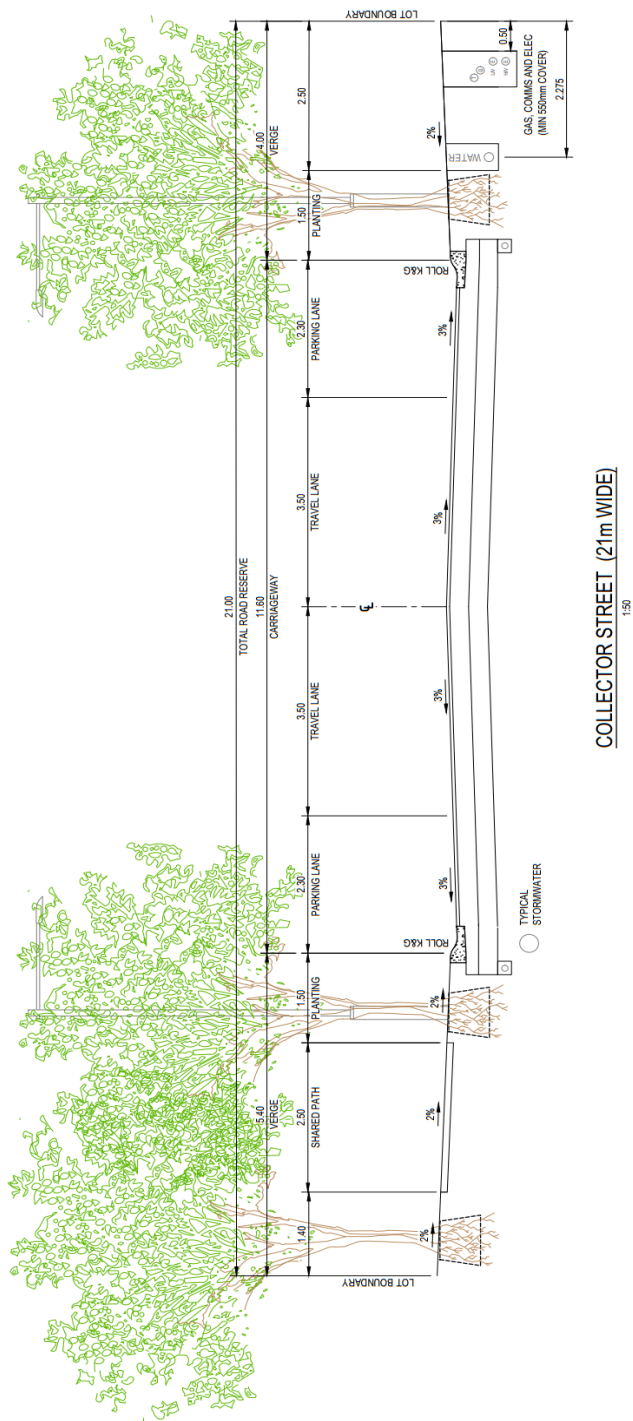 21.00
TOTAL ROAD RESERVE
5.40
VERGE
11.60
CARRIAGEWAY
4.00
VERGE
LOT BOUNDARY
1.40
2.50
SHARED PATH
1.50
PLANTING
2.30
PARKING LANE
3.50
TRAVEL LANE
℄
3.50
TRAVEL LANE
2.30
PARKING LANE
1.50
PLANTING
2.50
LOT BOUNDARY
ROLL K&G
ROLL K&G
2%
2%
2%
3%
3%
3%
3%
2%
WATER
T
G
LV E
HV E
0.50
GAS, COMMS AND ELEC
(MIN 550mm COVER)
2.275
TYPICAL
STORMWATER
COLLECTOR STREET (21m WIDE)
1:50